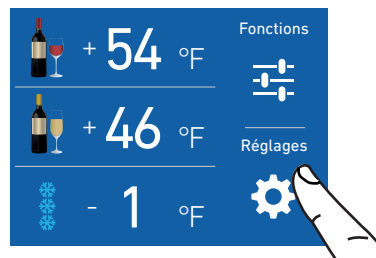 Fonctions
+ 54 °F
+ 46 °F
Réglages
- 1 °F